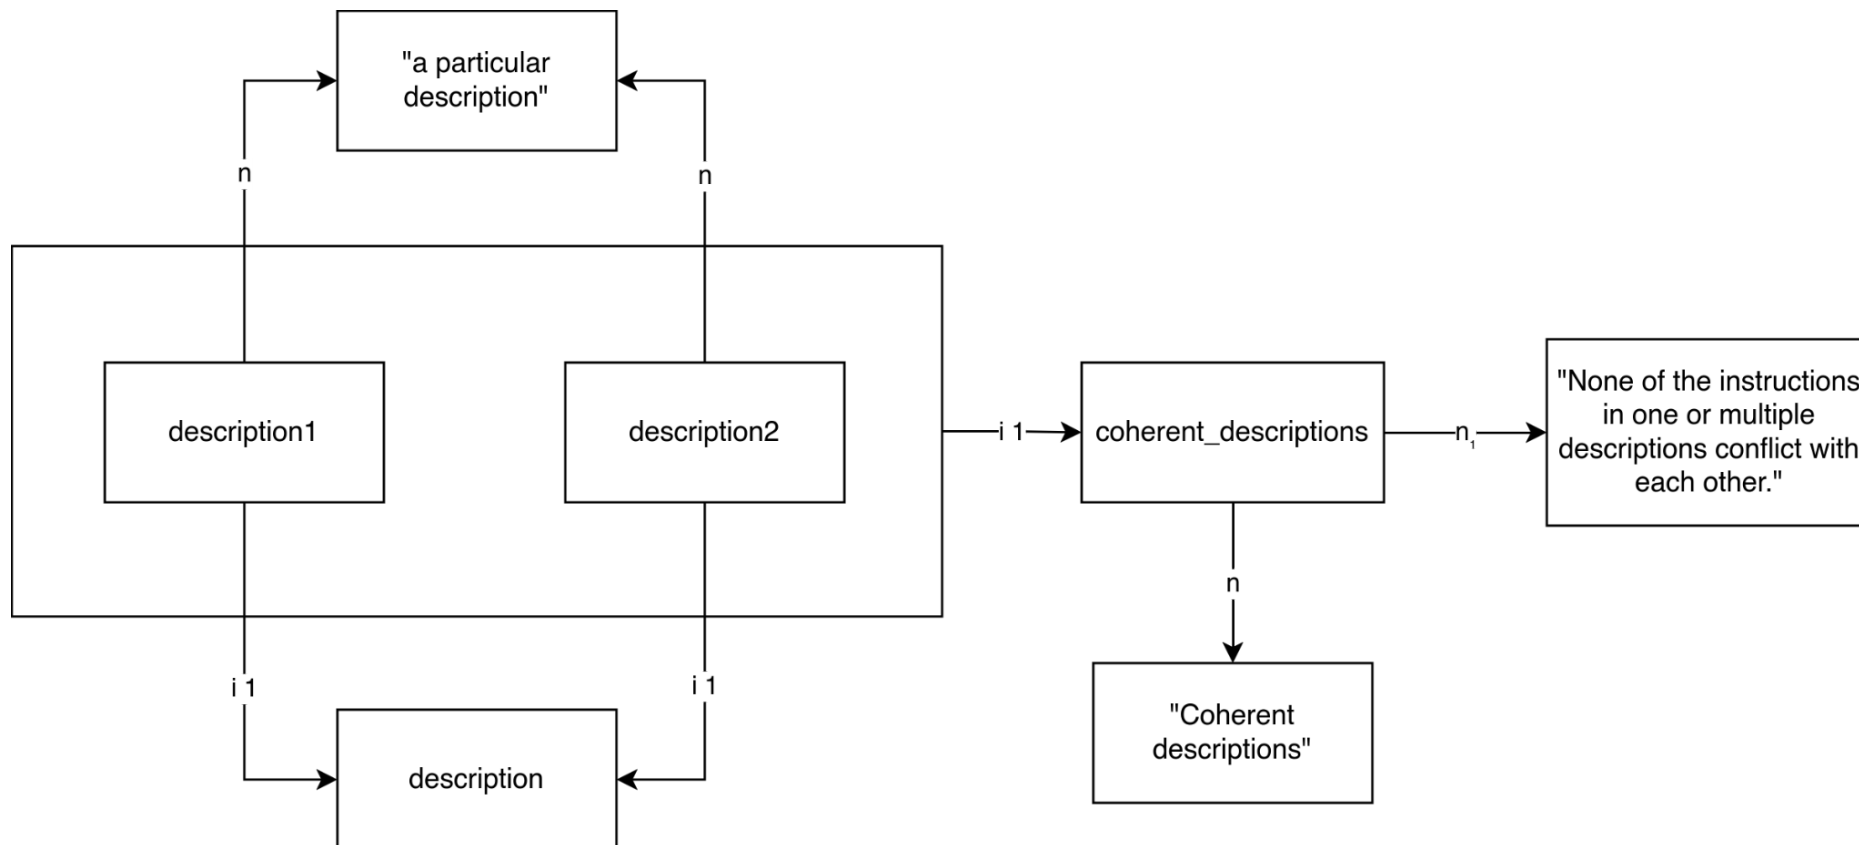 "a particular
description"
n
n
description1
description2
i 1
coherent_descriptions
n₁
"None of the instructions
in one or multiple
descriptions conflict with
each other."
n
i 1
i 1
"Coherent
descriptions"
description